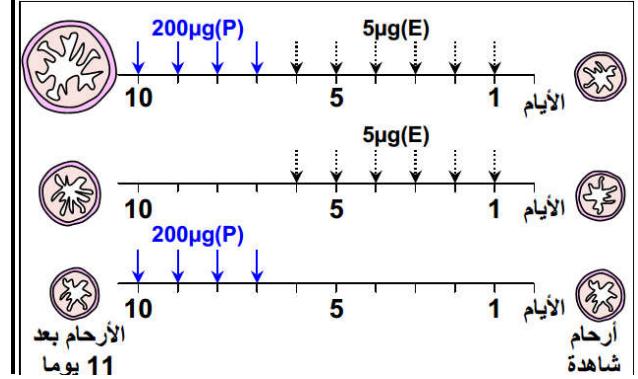 200µg(P) 5µg(E)
10 5 1 الأيام
5µg(E)
10 5 1 الأيام
200µg(P)
10 5 1 الأيام
الأرحام بعد
11 يوما
أرحام
شاهدة